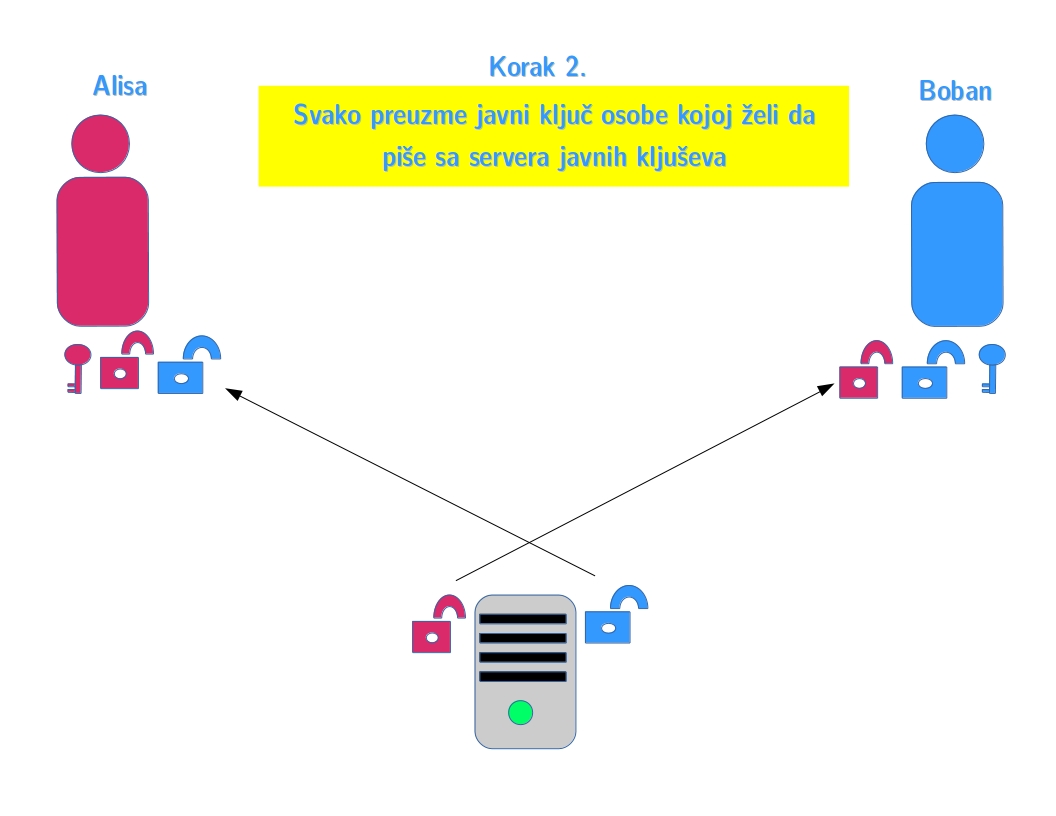 Korak 2.
Alisa
Boban
Svako preuzme javni ključ osobe kojoj želi da
piše sa servera javnih ključeva